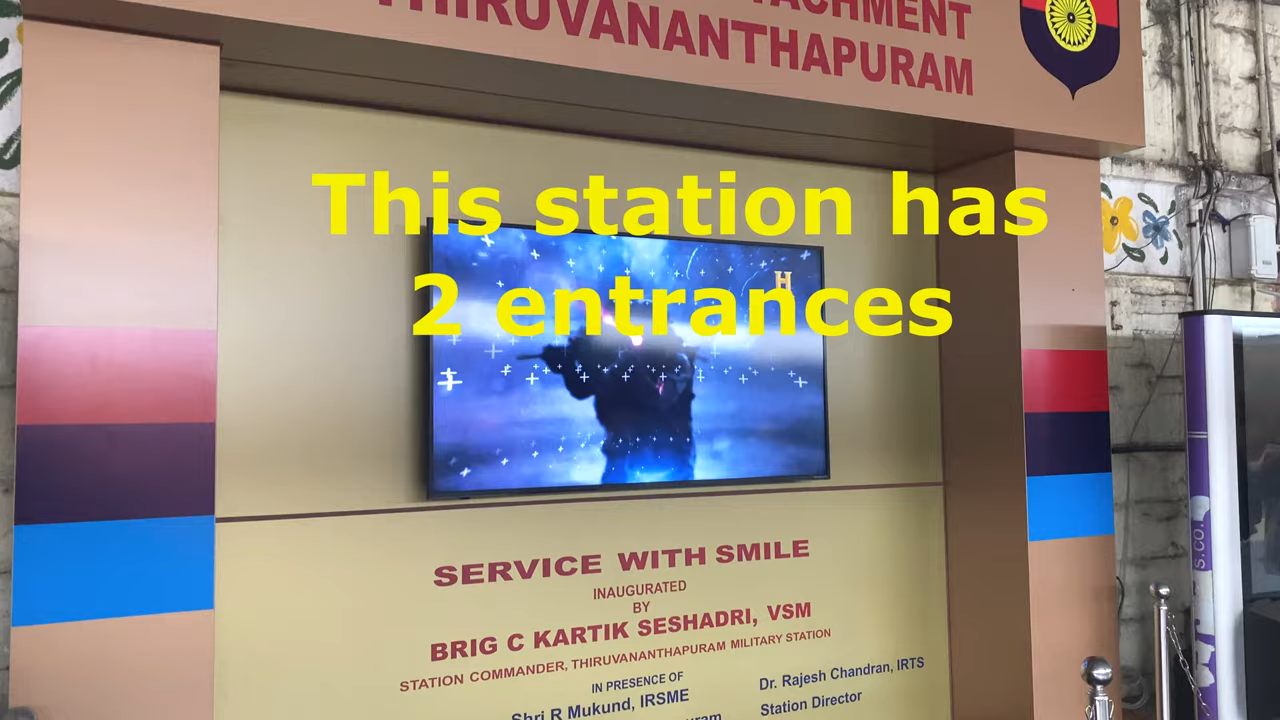 THIRUVANANTHAPURAM
This station has
2 entrances
H
SERVICE WITH SMILE
INAUGURATED
BY
BRIG C KARTIK SESHADRI, VSM
STATION COMMANDER, THIRUVANANTHAPURAM MILITARY STATION
IN PRESENCE OF
Shri R Mukund, IRSME
Dr. Rajesh Chandran, IRTS
Station Director
s.co.